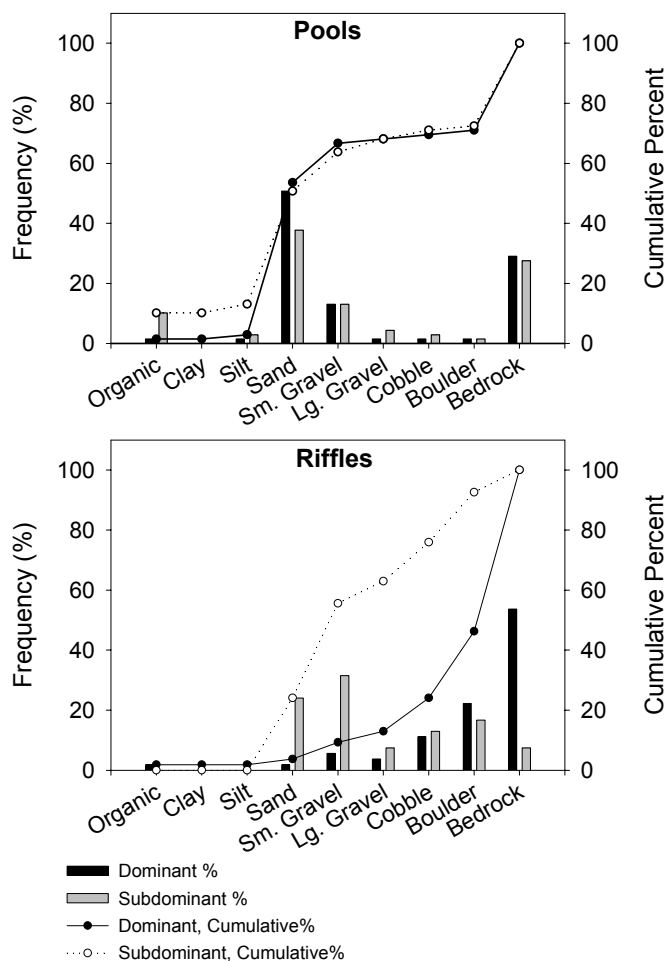 Pools
100
80
60
40
20
0
Frequency (%)
100
80
60
40
20
0
Cumulative Percent
Organic
Clay
Silt
Sand
Sm. Gravel
Lg. Gravel
Cobble
Boulder
Bedrock
Riffles
100
80
60
40
20
0
Frequency (%)
100
80
60
40
20
0
Cumulative Percent
Organic
Clay
Silt
Sand
Sm. Gravel
Lg. Gravel
Cobble
Boulder
Bedrock
Dominant %
Subdominant %
Dominant, Cumulative%
Subdominant, Cumulative%